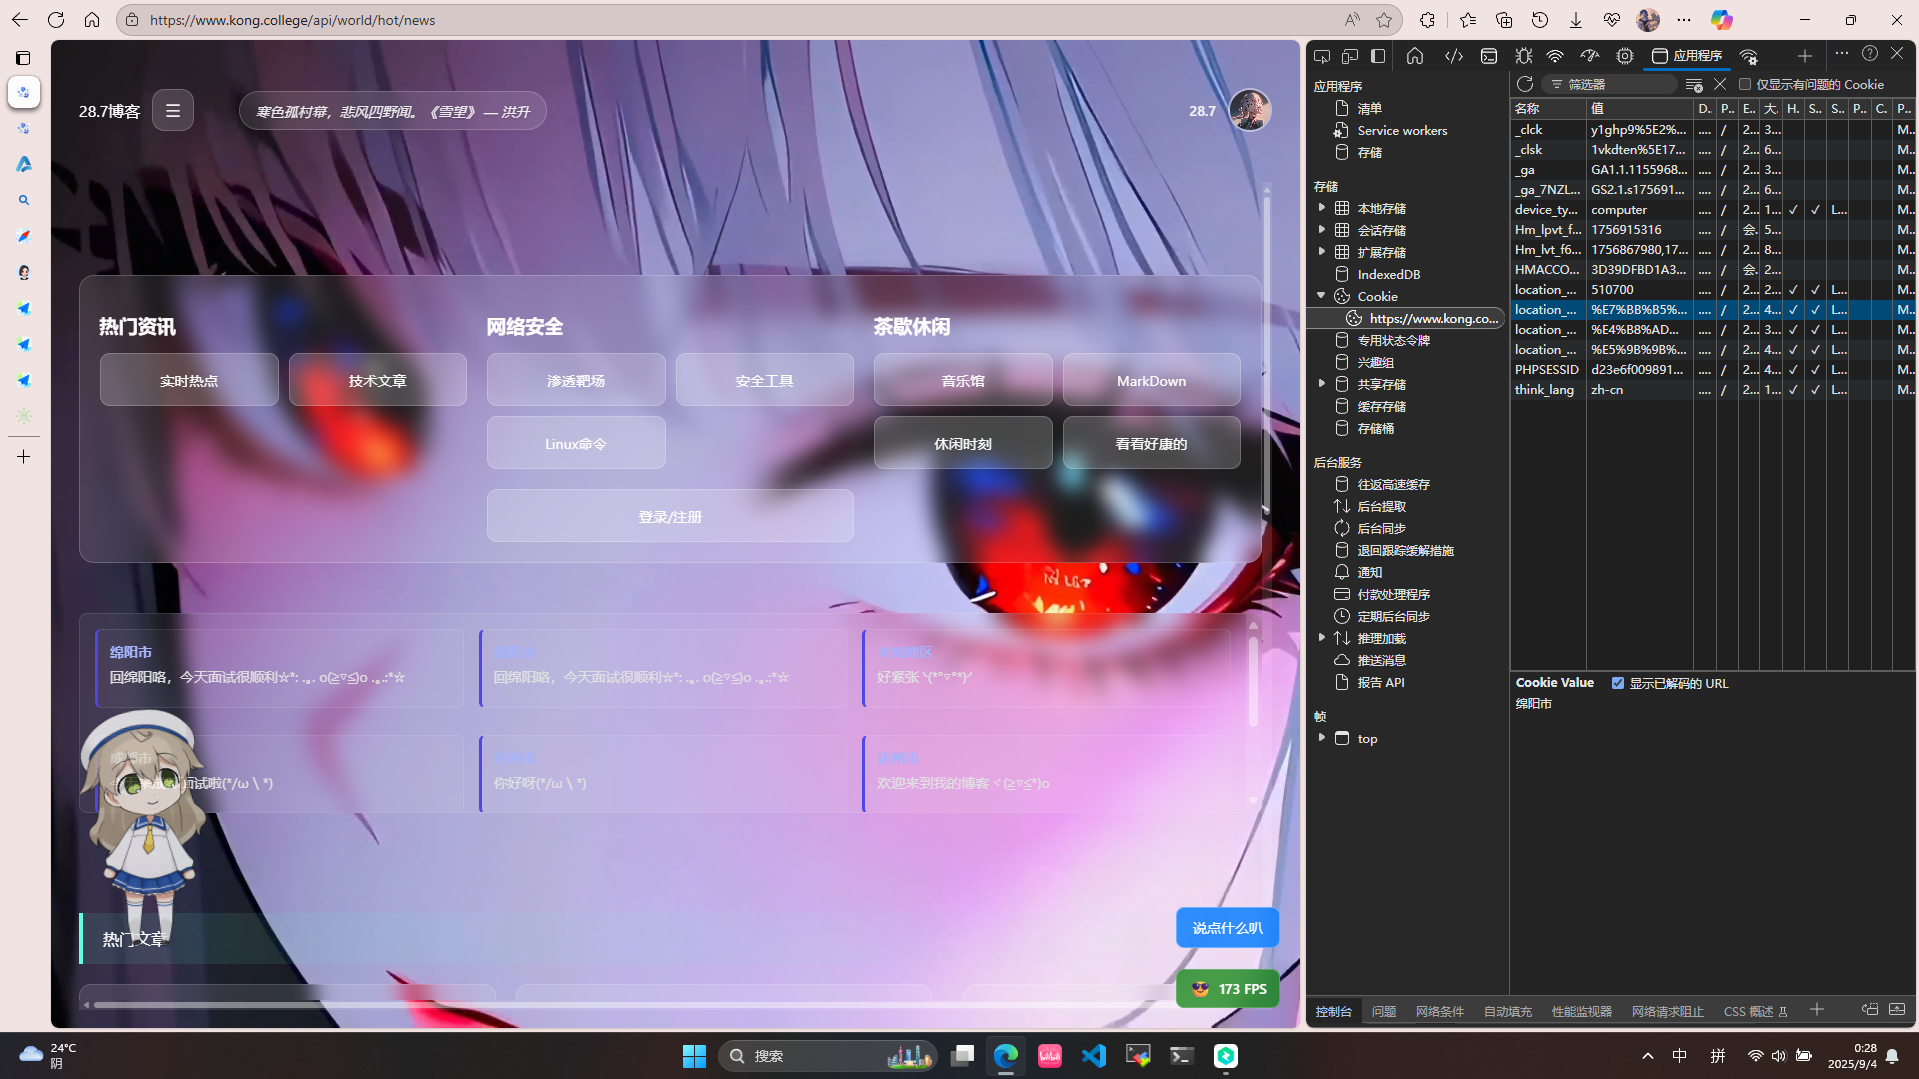 https://www.kong.college/api/world/hot/news
28.7博客
寒色孤村幕，悲风四野闻。《雪望》 — 洪升
28.7
热门资讯
网络安全
茶歇休闲
实时热点
技术文章
渗透靶场
安全工具
音乐馆
MarkDown
Linux命令
休闲时刻
看看好康的
登录/注册
绵阳市
回绵阳咯，今天面试很顺利☆*: .｡. o(≧▽≦)o .｡.:*☆
回绵阳咯，今天面试很顺利☆*: .｡. o(≧▽≦)o .｡.:*☆
好紧张╰(*°▽°*)╯
成都市
面试啦(*/ω＼*)
你好呀(*/ω＼*)
欢迎来到我的博客ヾ(≧▽≦*)o
热门文章
说点什么叭
173 FPS
应用程序
应用程序
清单
Service workers
存储
存储
本地存储
会话存储
扩展存储
IndexedDB
Cookie
https://www.kong.co...
专用状态令牌
兴趣组
共享存储
缓存存储
存储桶
后台服务
往返高速缓存
后台提取
后台同步
退回跟踪缓解措施
通知
付款处理程序
定期后台同步
推理加载
推送消息
报告 API
帧
top
筛选器
仅显示有问题的 Cookie
名称 值 D.. P.. E.. 大. H. S.. S.. P.. C. P..
_clck y1ghp9%5E2%... .... / 2... 3... M..
_clsk 1vkdten%5E17... .... / 2... 6... M..
_ga GA1.1.1155968... .... / 2... 3... M..
_ga_7NZL... GS2.1.s175691... .... / 2... 6... M..
device_ty... computer .... / 2... 1... ✓ ✓ L... M..
Hm_lpvt_f... 1756915316 .... / 会. 5... M..
Hm_lvt_f6... 1756867980,17... .... / 2... 8... M..
HMACCO... 3D39DFBD1A3... .... / 会. 2... M..
location_... 510700 .... / 2... 2... ✓ ✓ L... M..
location_... %E7%BB%B5%... .... / 2... 4... ✓ ✓ L... M..
location_... %E4%B8%AD... .... / 2... 3... ✓ ✓ L... M..
location_... %E5%9B%9B%... .... / 2... 4... ✓ ✓ L... M..
PHPSESSID d23e6f009891... .... / 2... 4... ✓ ✓ L... M..
think_lang zh-cn .... / 2... 1... ✓ ✓ L... M..
Cookie Value 显示已解码的 URL
绵阳市
控制台 问题 网络条件 自动填充 性能监视器 网络请求阻止 CSS 概述
24°C
阴
搜索
中
拼
0:28
2025/9/4